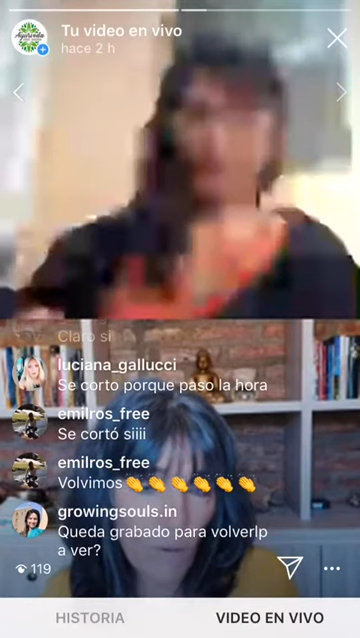 Ayurveda
Tu video en vivo
hace 2 h
Claro si
luciana_gallucci
Se corto porque paso la hora
emilros_free
Se cortó siiii
emilros_free
Volvimos 👏👏👏👏👏👏
growingsouls.in
Queda grabado para volverlp
a ver?
119
HISTORIA
VIDEO EN VIVO